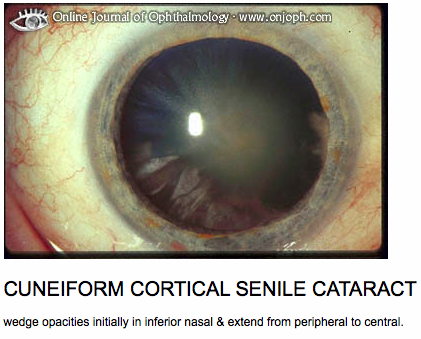 Online Journal of Ophthalmology - www.onjoph.com
CUNEIFORM CORTICAL SENILE CATARACT
wedge opacities initially in inferior nasal & extend from peripheral to central.